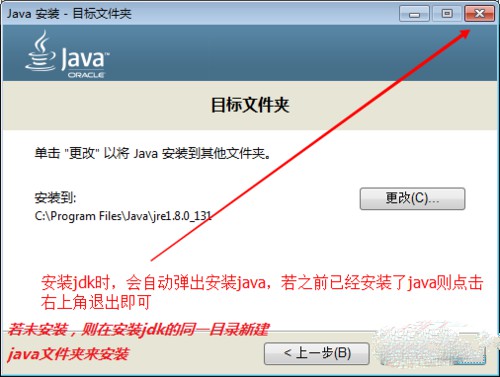 Java 安装 - 目标文件夹
Java™
ORACLE
目标文件夹
单击 "更改" 以将 Java 安装到其他文件夹。
安装到:
C:\Program Files\Java\jre1.8.0_131
更改(C)...
安装jdk时，会自动弹出安装java，若之前已经安装了java则点击
右上角退出即可
若未安装，则在安装jdk的同一目录新建
java文件夹来安装
< 上一步(B)